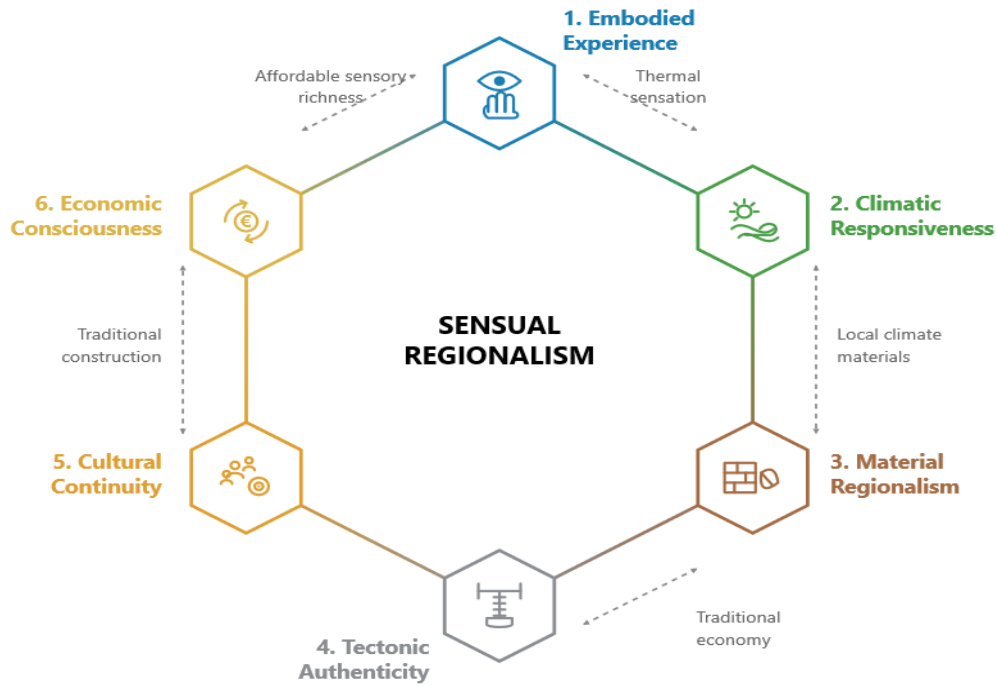 1. Embodied
Experience
Affordable sensory
richness
Thermal
sensation
6. Economic
Consciousness
€
2. Climatic
Responsiveness
Traditional
construction
SENSUAL
REGIONALISM
Local climate
materials
5. Cultural
Continuity
3. Material
Regionalism
4. Tectonic
Authenticity
Traditional
economy